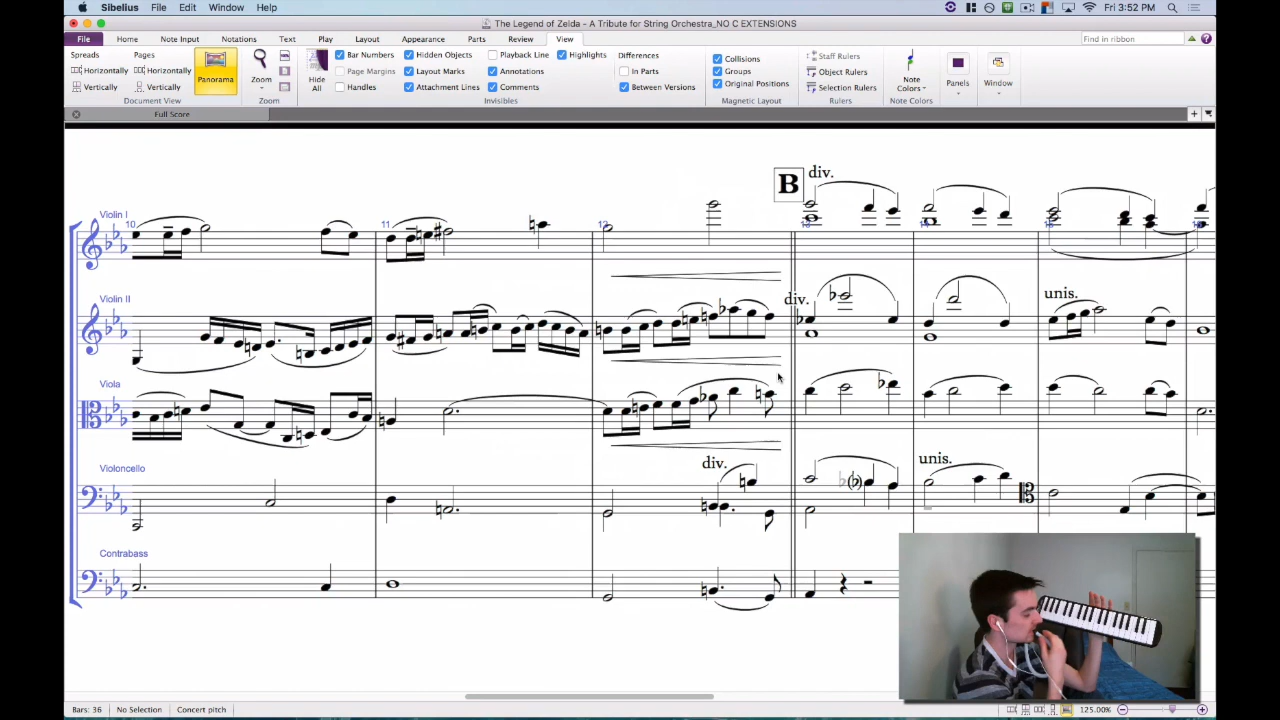 Sibelius File Edit Window Help Fri 3:52 PM
The Legend of Zelda - A Tribute for String Orchestra_NO C EXTENSIONS
File Home Note Input Notations Text Play Layout Appearance Parts Review View Find in ribbon
Spreads Pages Bar Numbers Hidden Objects Playback Line Highlights Differences Collisions Staff Rulers
Horizontally Horizontally Panorama Zoom Hide All Page Margins Layout Marks Annotations In Parts Groups Object Rulers Note Colors Panels Window
Vertically Vertically Handles Attachment Lines Comments Between Versions Original Positions Selection Rulers
Document View Zoom Invisibles Magnetic Layout Rulers Note Colors
Full Score
B div.
Violin I
10 11 12 13
Violin II div. unis.
Viola
Violoncello div. unis.
Contrabass
Bars: 36 No Selection Concert pitch 125.00%